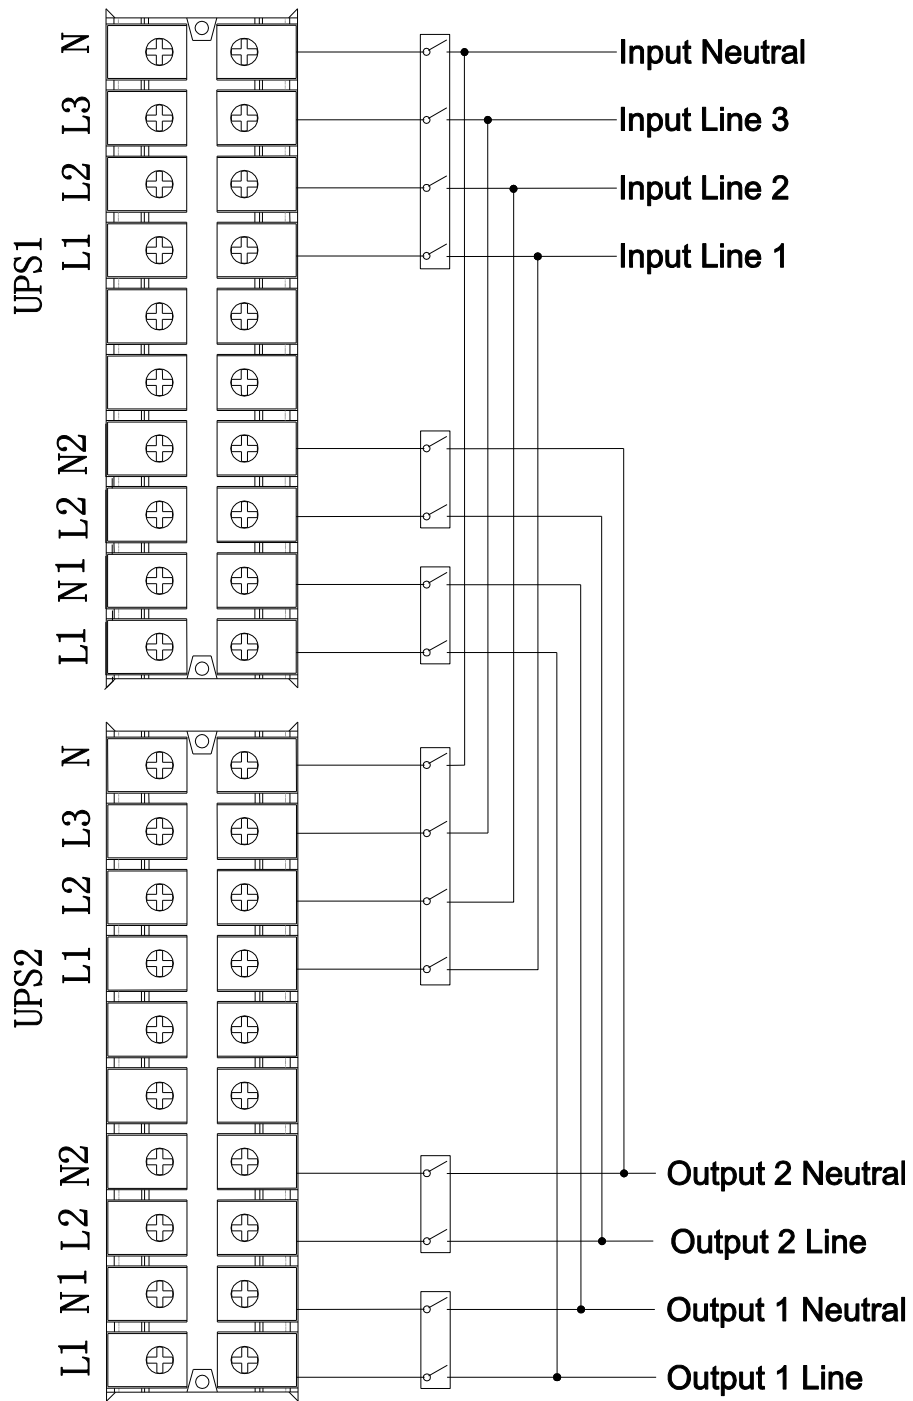 UPS1
N
L3
L2
L1
N2
L2
N1
L1
Input Neutral
Input Line 3
Input Line 2
Input Line 1
UPS2
N
L3
L2
L1
N2
L2
N1
L1
Output 2 Neutral
Output 2 Line
Output 1 Neutral
Output 1 Line